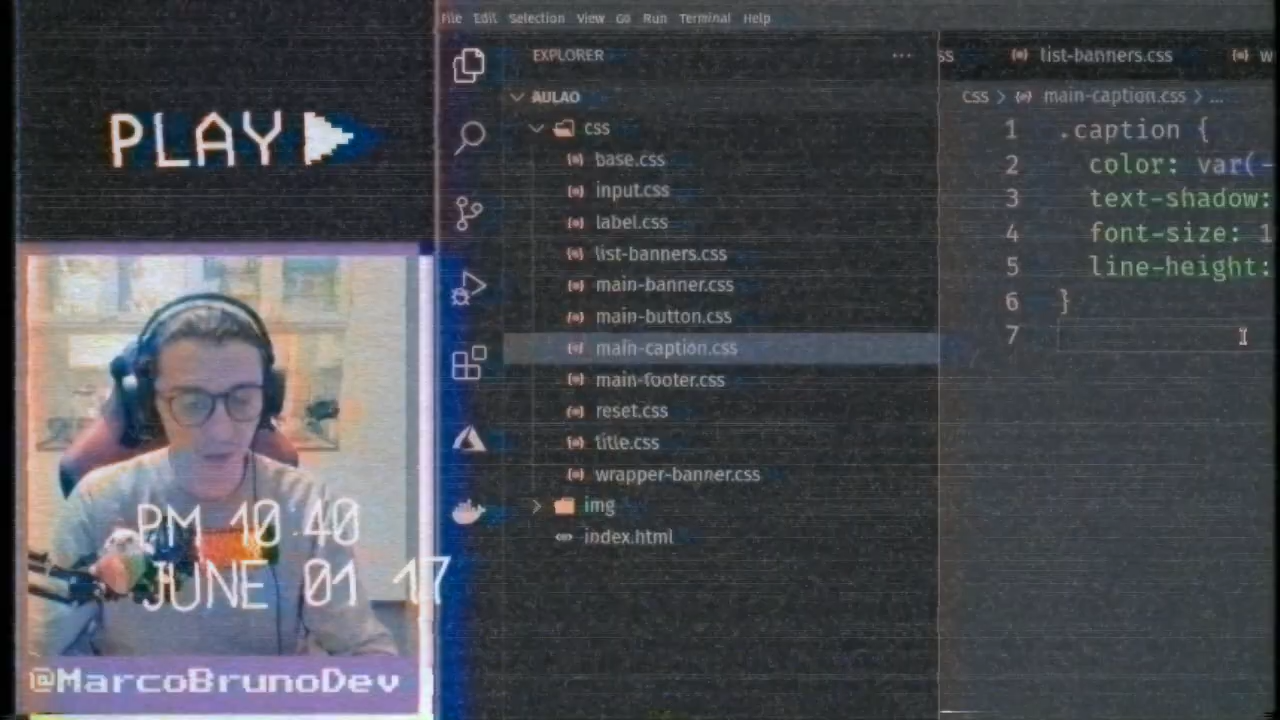 File Edit Selection View Go Run Terminal Help
PLAY
EXPLORER ...
ss list-banners.css w
AULAO
css > main-caption.css > ...
css
base.css
input.css
label.css
list-banners.css
main-banner.css
main-button.css
main-caption.css
main-footer.css
reset.css
title.css
wrapper-banner.css
img
index.html
1 .caption {
2 color: var(-
3 text-shadow:
4 font-size: 1
5 line-height:
6 }
7
PM 10:40
JUNE 01 17
@MarcoBrunoDev